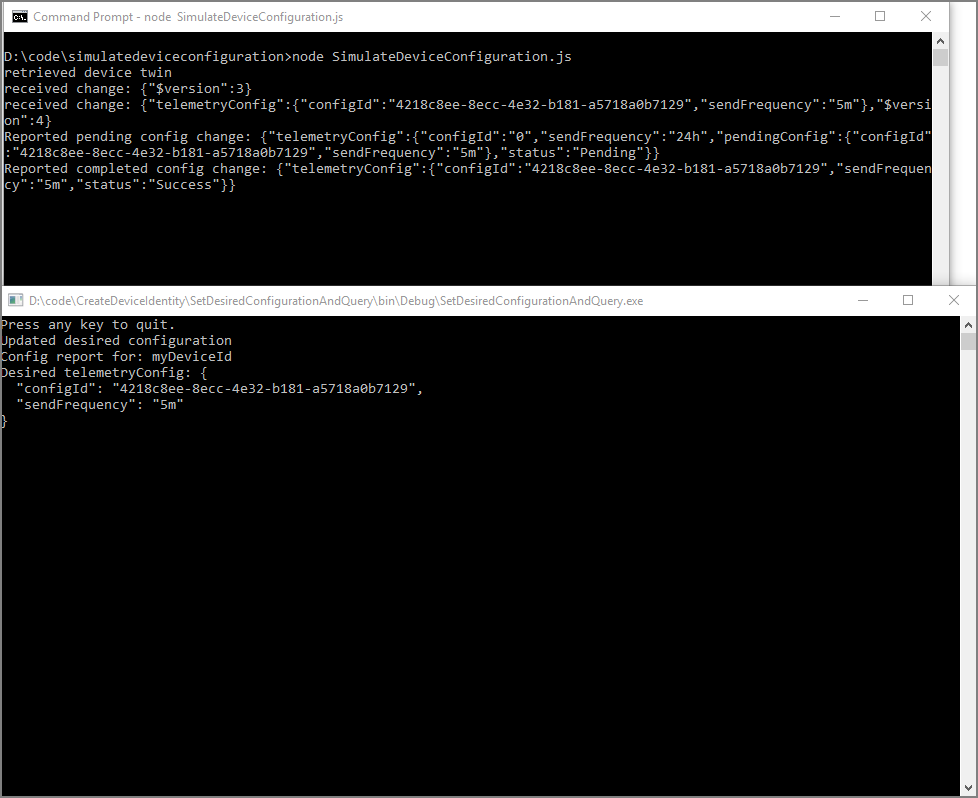 Command Prompt - node  SimulateDeviceConfiguration.js
D:\code\simulatedeviceconfiguration>node SimulateDeviceConfiguration.js
retrieved device twin
received change: {"$version":3}
received change: {"telemetryConfig":{"configId":"4218c8ee-8ecc-4e32-b181-a5718a0b7129","sendFrequency":"5m"},"$versi
on":4}
Reported pending config change: {"telemetryConfig":{"configId":"0","sendFrequency":"24h","pendingConfig":{"configId"
:"4218c8ee-8ecc-4e32-b181-a5718a0b7129","sendFrequency":"5m"},"status":"Pending"}}
Reported completed config change: {"telemetryConfig":{"configId":"4218c8ee-8ecc-4e32-b181-a5718a0b7129","sendFrequen
cy":"5m","status":"Success"}}
D:\code\CreateDeviceIdentity\SetDesiredConfigurationAndQuery\bin\Debug\SetDesiredConfigurationAndQuery.exe
Press any key to quit.
Updated desired configuration
Config report for: myDeviceId
Desired telemetryConfig: {
  "configId": "4218c8ee-8ecc-4e32-b181-a5718a0b7129",
  "sendFrequency": "5m"
}